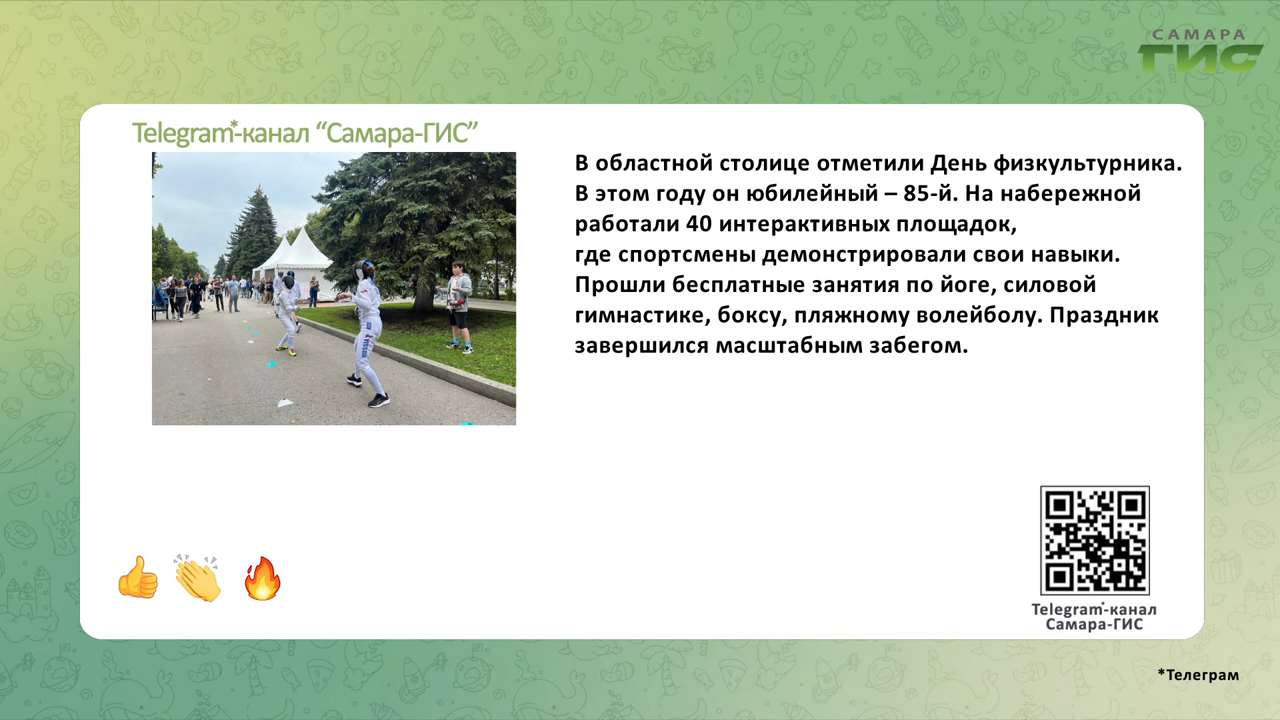 САМАРА
ГИС
Telegram*-канал “Самара-ГИС”
В областной столице отметили День физкультурника.
В этом году он юбилейный – 85-й. На набережной
работали 40 интерактивных площадок,
где спортсмены демонстрировали свои навыки.
Прошли бесплатные занятия по йоге, силовой
гимнастике, боксу, пляжному волейболу. Праздник
завершился масштабным забегом.
Telegram*-канал
Самара-ГИС
*Телеграм